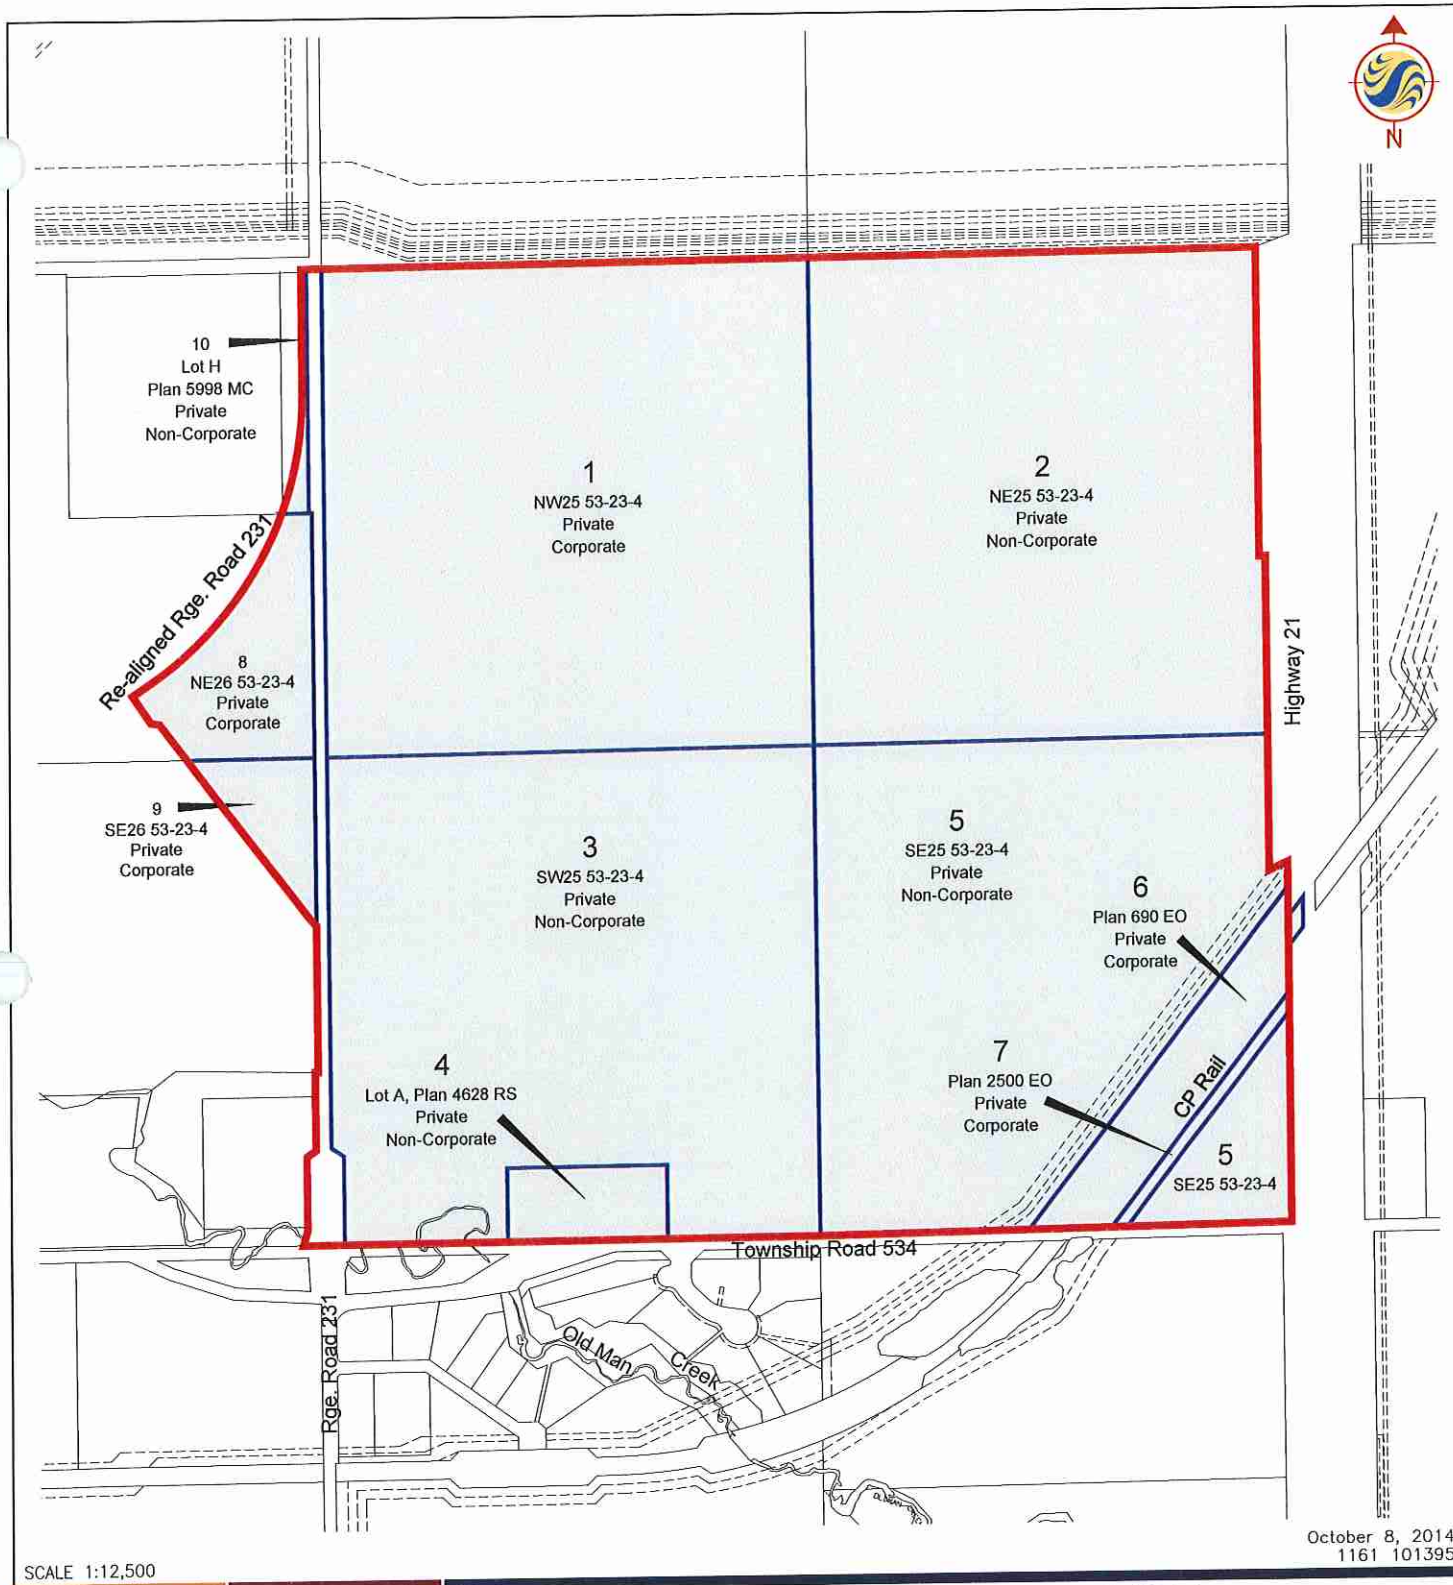 N
10
Lot H
Plan 5998 MC
Private
Non-Corporate
1
NW25 53-23-4
Private
Corporate
2
NE25 53-23-4
Private
Non-Corporate
Re-aligned Rge. Road 231
8
NE26 53-23-4
Private
Corporate
Highway 21
9
SE26 53-23-4
Private
Corporate
3
SW25 53-23-4
Private
Non-Corporate
5
SE25 53-23-4
Private
Non-Corporate
6
Plan 690 EO
Private
Corporate
4
Lot A, Plan 4628 RS
Private
Non-Corporate
7
Plan 2500 EO
Private
Corporate
CP Rail
5
SE25 53-23-4
Township Road 534
Rge. Road 231
Old Man Creek
October 8, 2014
1161 101395
SCALE 1:12,500